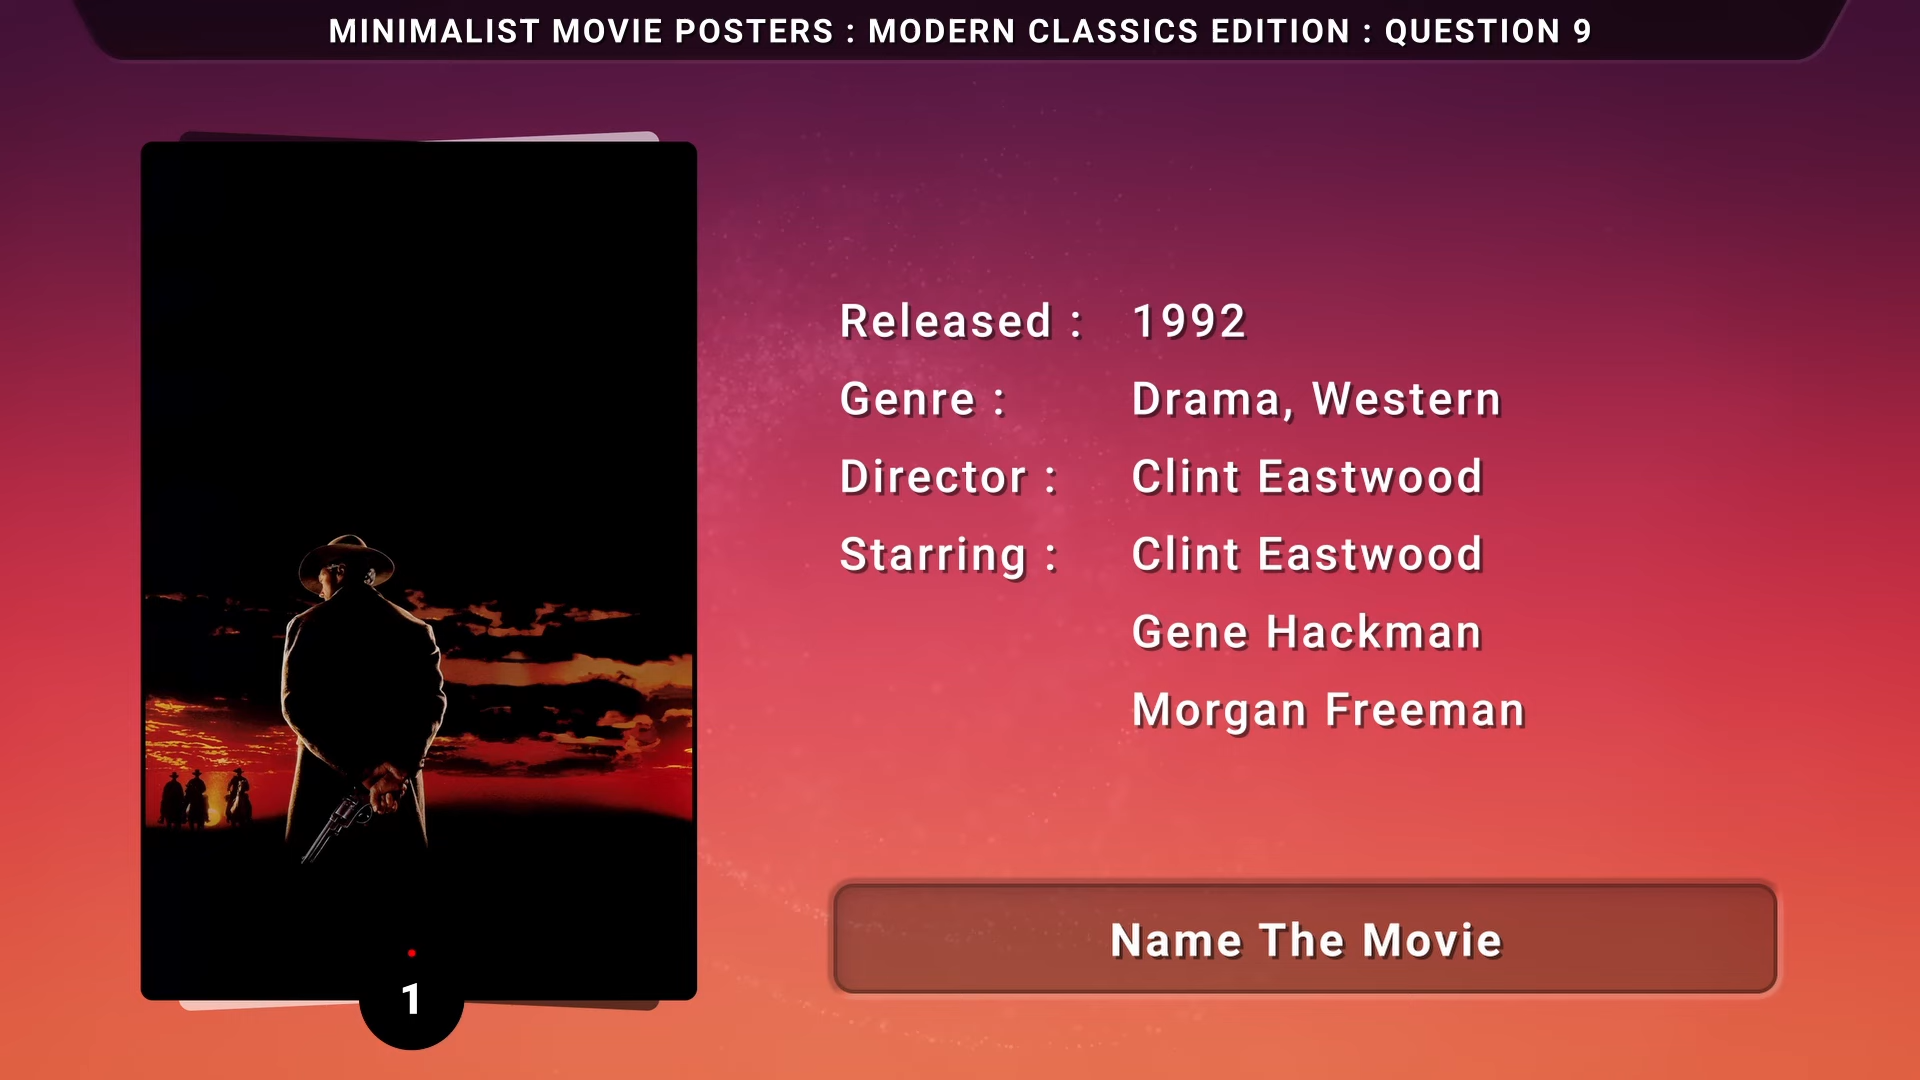 MINIMALIST MOVIE POSTERS : MODERN CLASSICS EDITION : QUESTION 9
Released : 1992
Genre : Drama, Western
Director : Clint Eastwood
Starring : Clint Eastwood
Gene Hackman
Morgan Freeman
Name The Movie
1